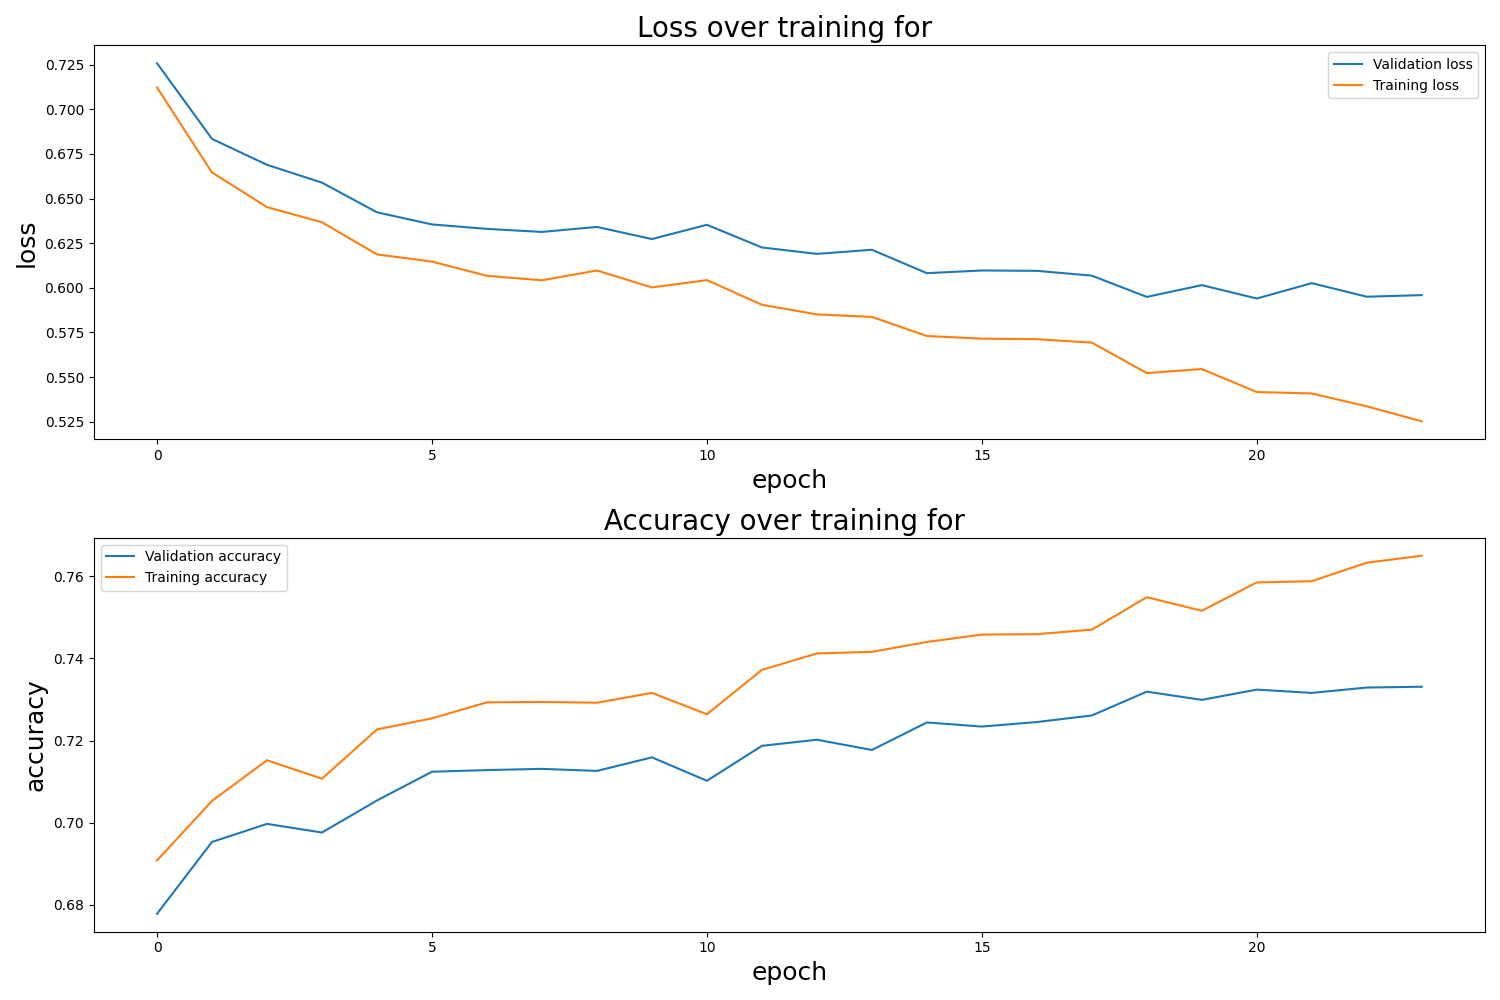 Loss over training for
0.725
0.700
0.675
0.650
0.625
0.600
0.575
0.550
0.525
loss
Validation loss
Training loss
0 5 10 15 20
epoch
Accuracy over training for
Validation accuracy
Training accuracy
0.76
0.74
0.72
0.70
0.68
accuracy
0 5 10 15 20
epoch